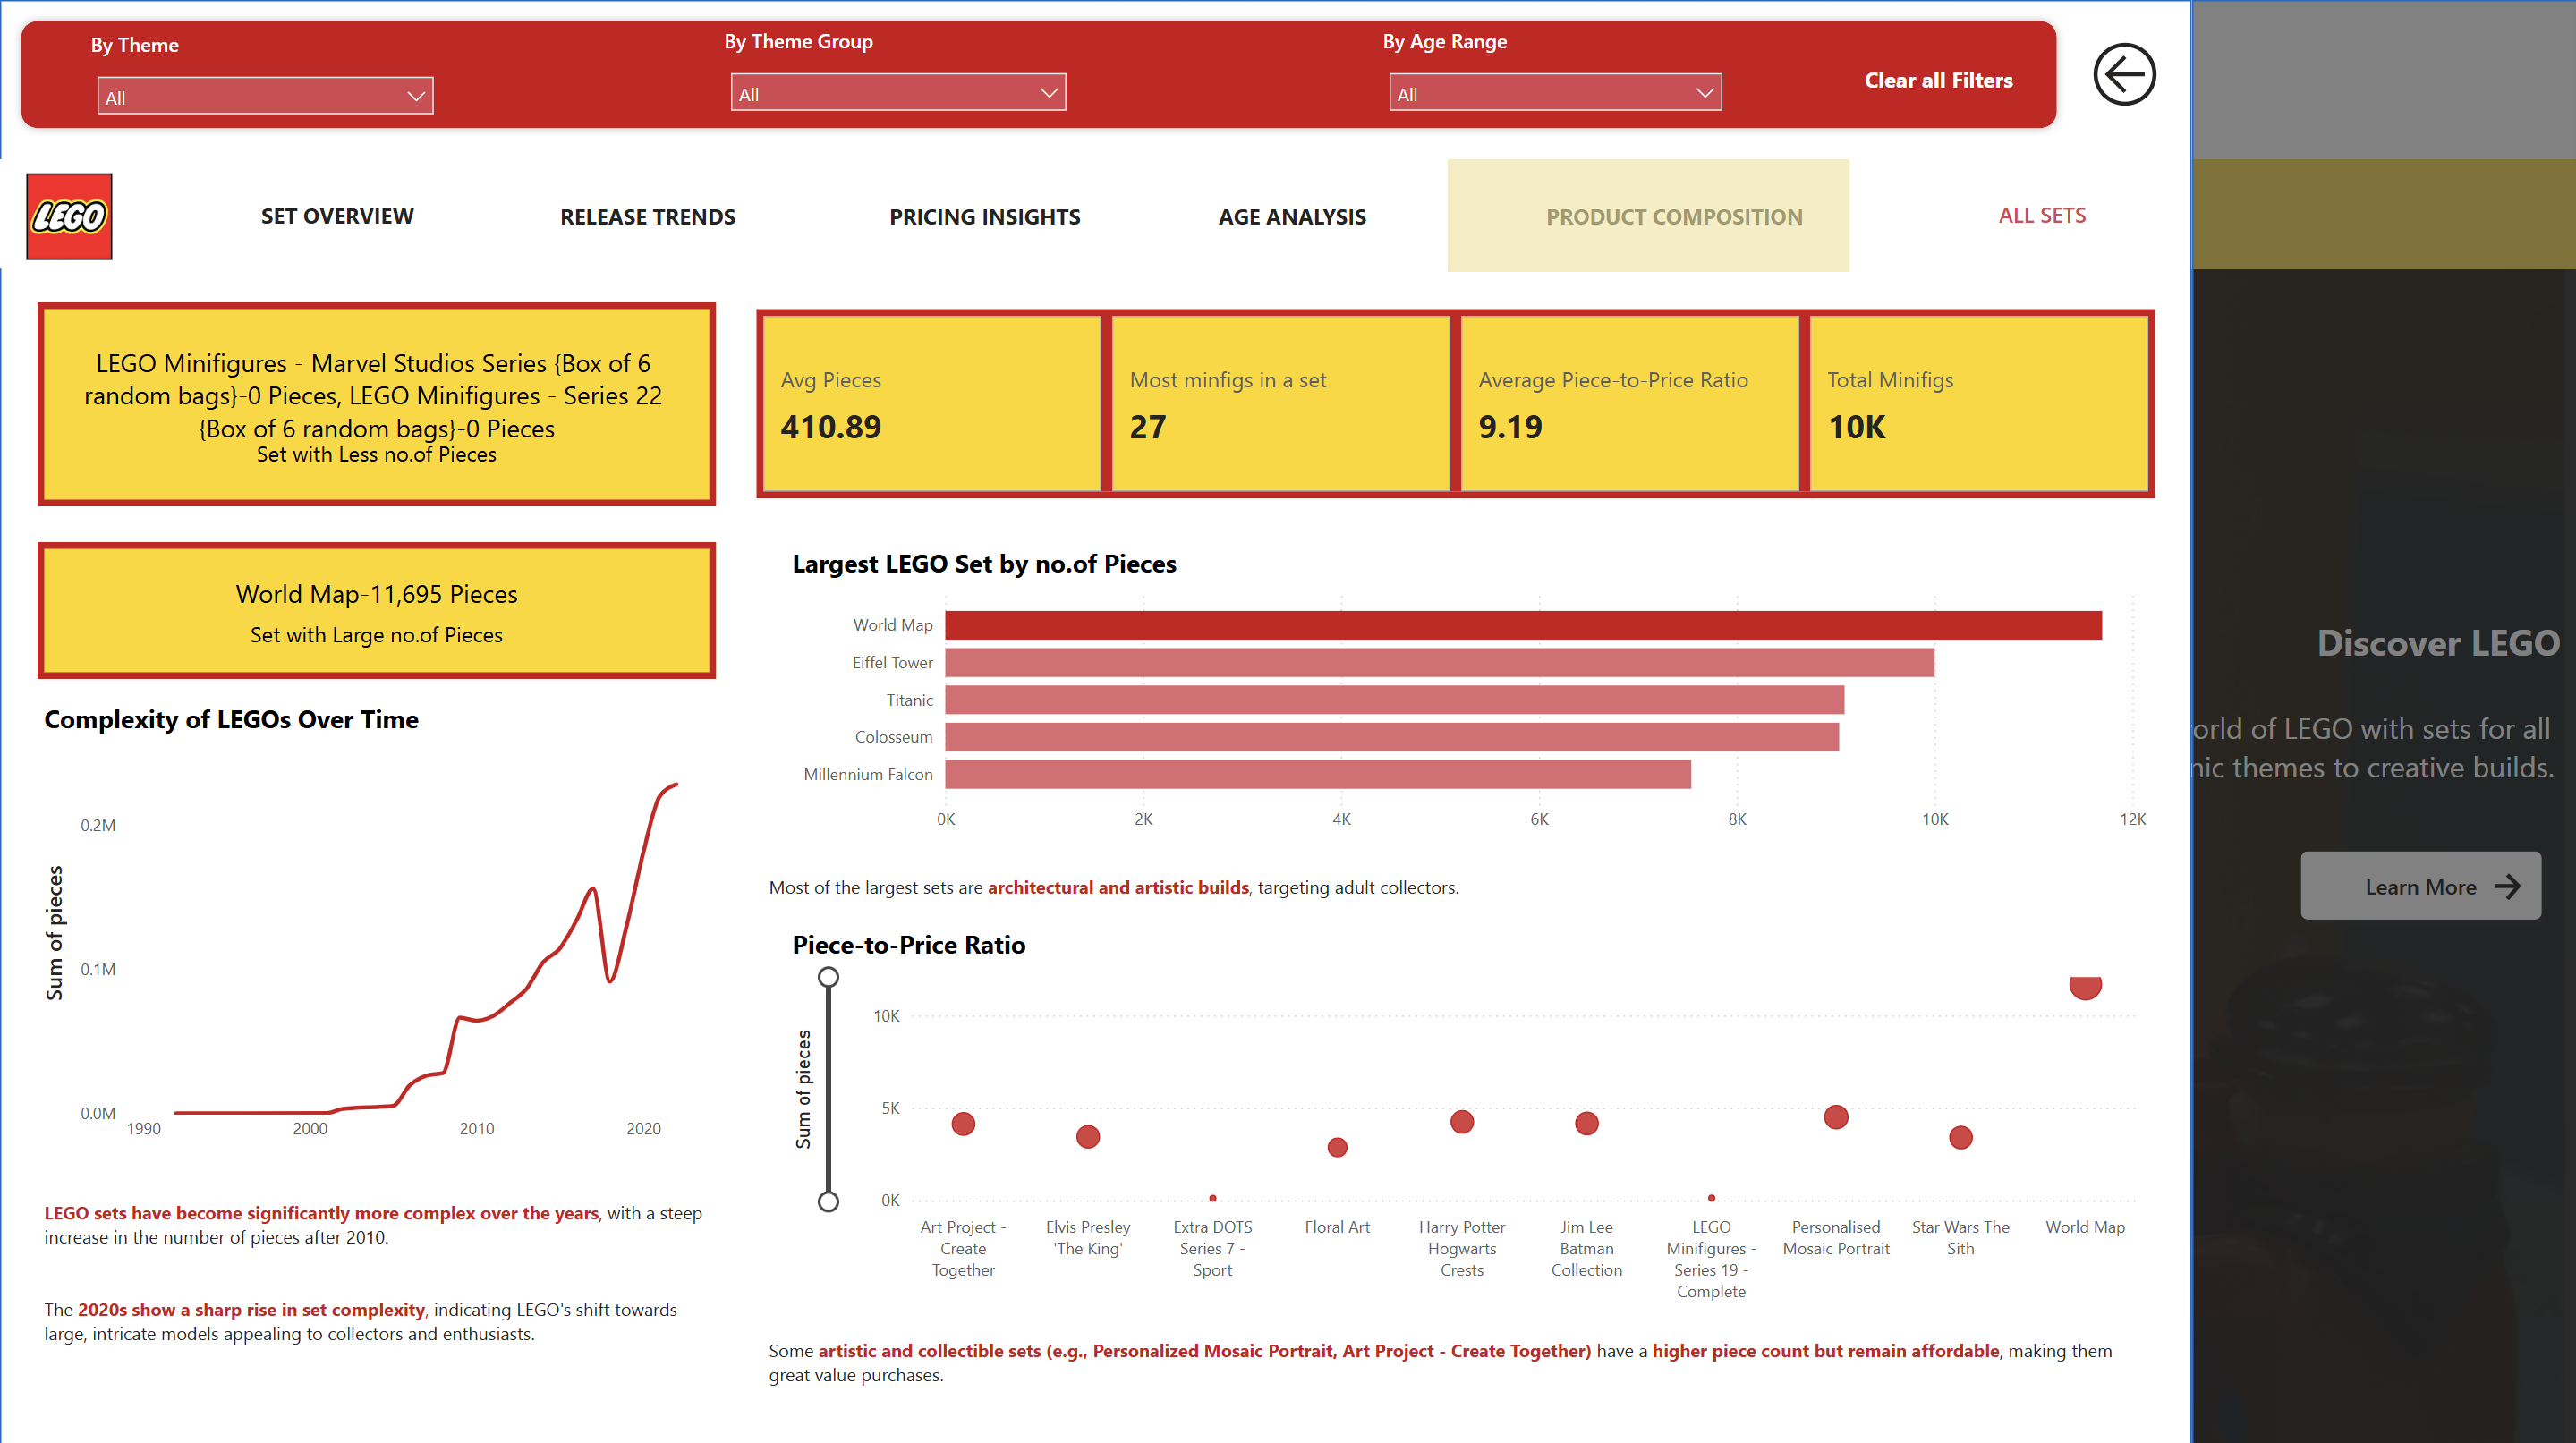 By Theme
By Theme Group
By Age Range
All
All
All
Clear all Filters
LEGO
SET OVERVIEW
RELEASE TRENDS
PRICING INSIGHTS
AGE ANALYSIS
PRODUCT COMPOSITION
ALL SETS
LEGO Minifigures - Marvel Studios Series {Box of 6
random bags}-0 Pieces, LEGO Minifigures - Series 22
{Box of 6 random bags}-0 Pieces
Set with Less no.of Pieces
Avg Pieces
410.89
Most minfigs in a set
27
Average Piece-to-Price Ratio
9.19
Total Minifigs
10K
World Map-11,695 Pieces
Set with Large no.of Pieces
Complexity of LEGOs Over Time
Sum of pieces
0.2M
0.1M
0.0M
1990
2000
2010
2020
LEGO sets have become significantly more complex over the years, with a steep
increase in the number of pieces after 2010.
The 2020s show a sharp rise in set complexity, indicating LEGO's shift towards
large, intricate models appealing to collectors and enthusiasts.
Largest LEGO Set by no.of Pieces
World Map
Eiffel Tower
Titanic
Colosseum
Millennium Falcon
0K
2K
4K
6K
8K
10K
12K
Most of the largest sets are architectural and artistic builds, targeting adult collectors.
Piece-to-Price Ratio
Sum of pieces
10K
5K
0K
Art Project -
Create
Together
Elvis Presley
'The King'
Extra DOTS
Series 7 -
Sport
Floral Art
Harry Potter
Hogwarts
Crests
Jim Lee
Batman
Collection
LEGO
Minifigures -
Series 19 -
Complete
Personalised
Mosaic Portrait
Star Wars The
Sith
World Map
Some artistic and collectible sets (e.g., Personalized Mosaic Portrait, Art Project - Create Together) have a higher piece count but remain affordable, making them
great value purchases.
Discover LEGO
orld of LEGO with sets for all
nic themes to creative builds.
Learn More